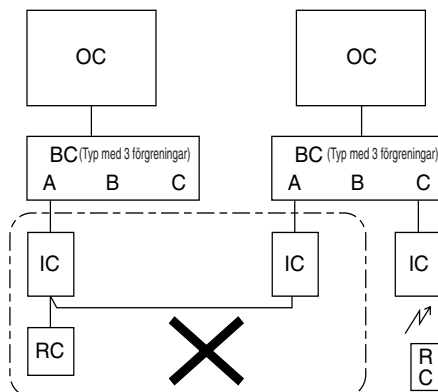 OC OC
BC (Typ med 3 förgreningar) BC (Typ med 3 förgreningar)
A B C A B C
IC IC IC
RC R
C